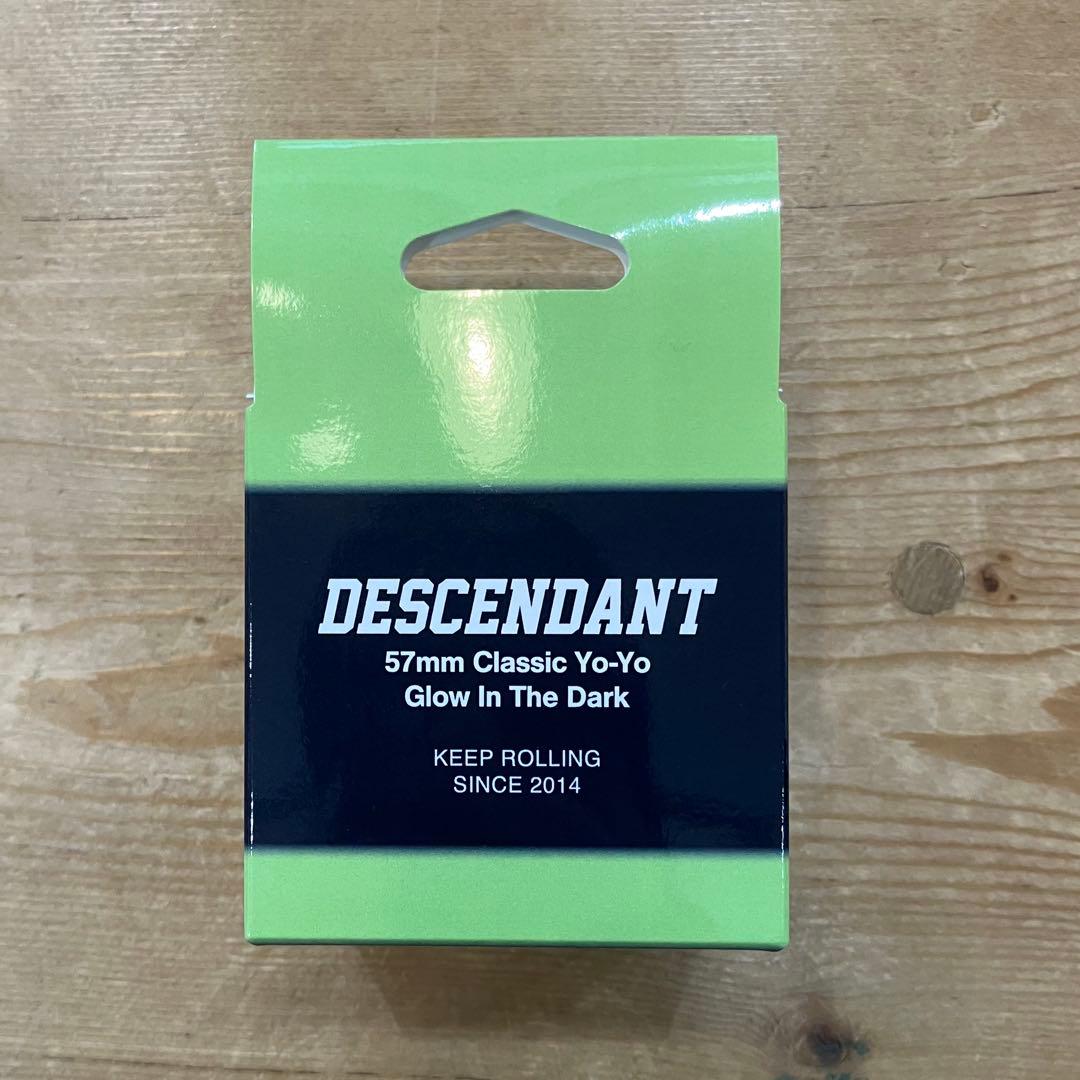 DESCENDANT
57mm Classic Yo-Yo
Glow In The Dark
KEEP ROLLING
SINCE 2014